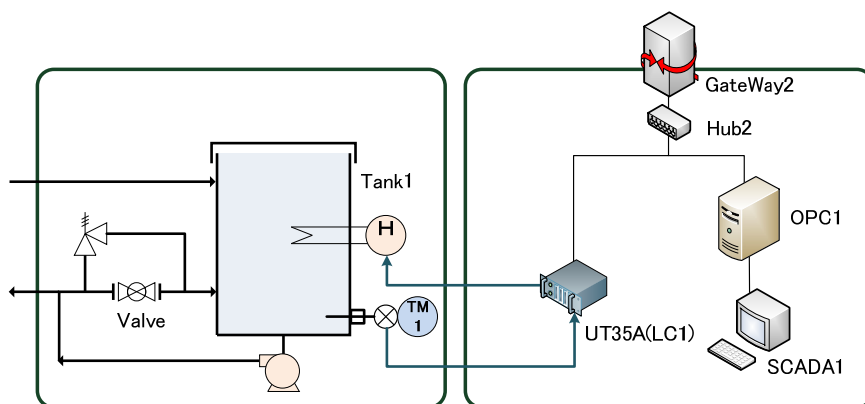 GateWay2
Hub2
Tank1
H
OPC1
TM
1
Valve
UT35A(LC1)
SCADA1